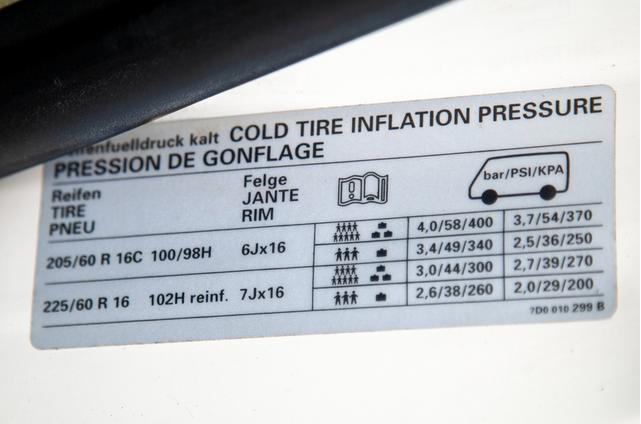 kalt COLD TIRE INFLATION PRESSURE
PRESSION DE GONFLAGE
Reifen Felge
TIRE JANTE
PNEU RIM
bar/PSI/KPA
205/60 R 16C 100/98H 6Jx16 4,0/58/400 3,7/54/370
3,4/49/340 2,5/36/250
225/60 R 16 102H reinf. 7Jx16 3,0/44/300 2,7/39/270
2,6/38/260 2,0/29/200
7D0 010 299 B